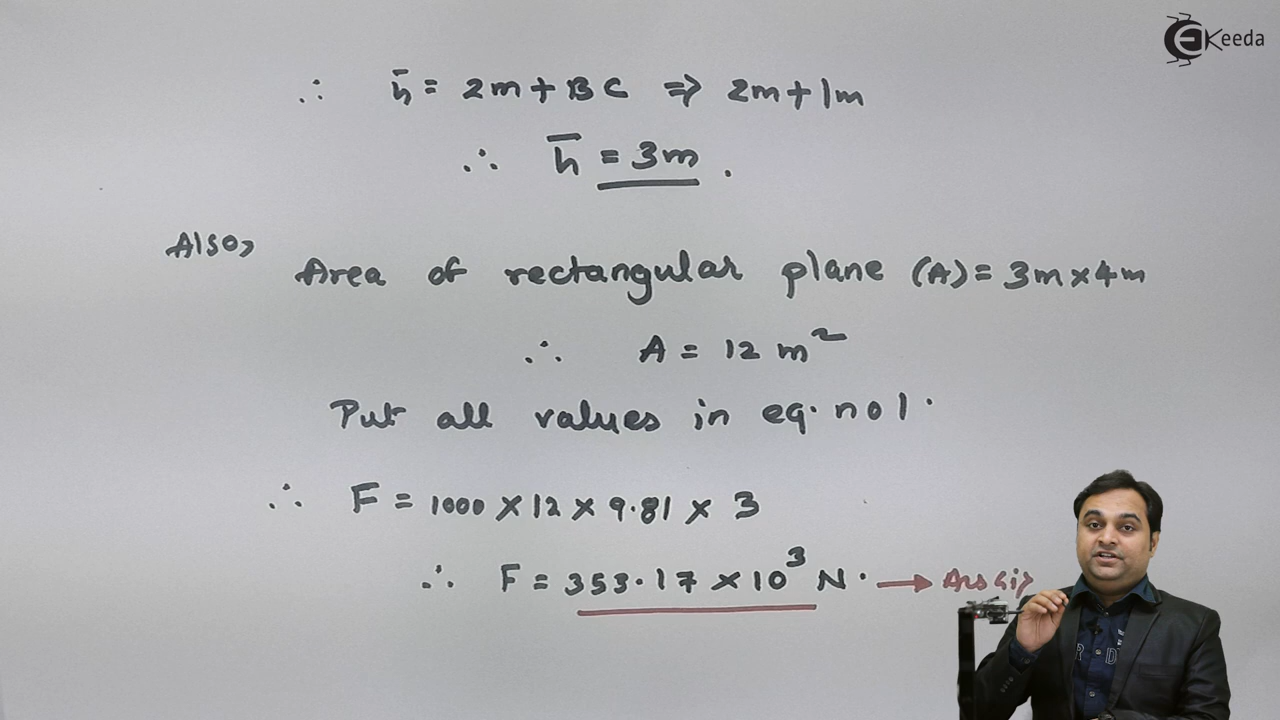 Keeda
∴ h̄ = 2m + BC ⇒ 2m + 1m
∴ h̄ = 3m.
Also,
Area of rectangular plane (A) = 3m × 4m
∴ A = 12 m²
Put all values in eq. no 1.
∴ F = 1000 × 12 × 9.81 × 3
∴ F = 353.17 × 10³ N. → Ans (i)
R D